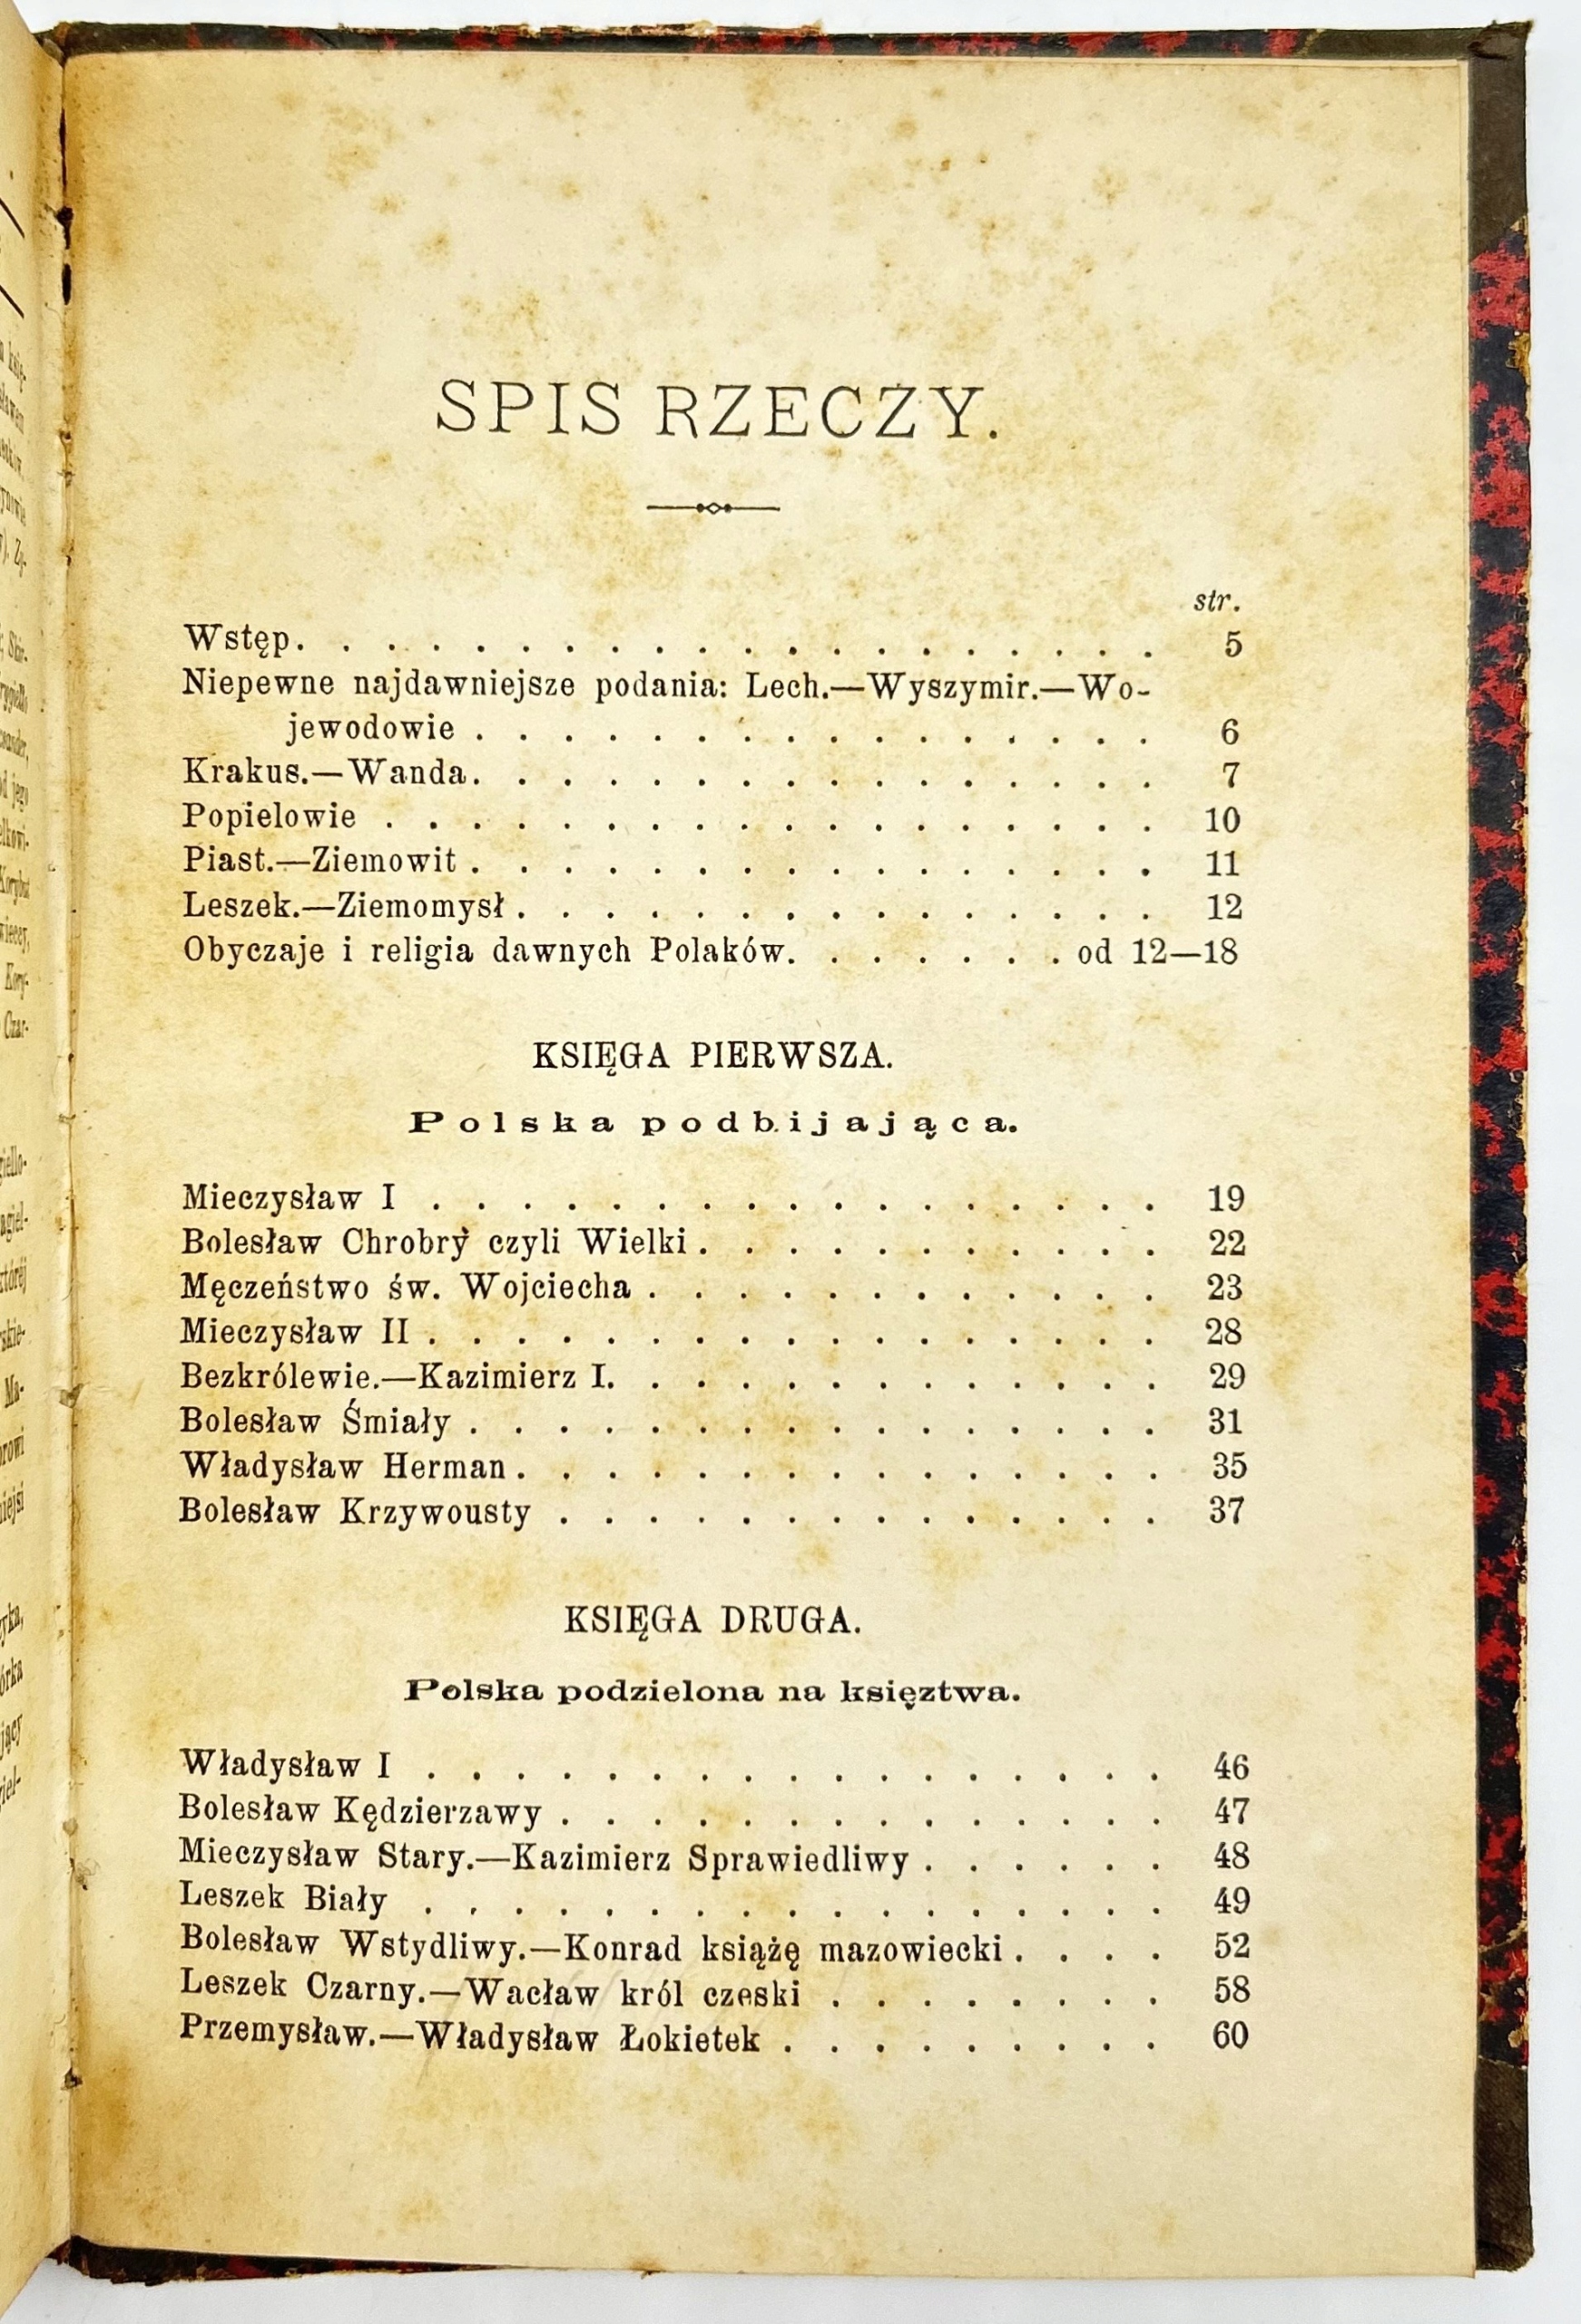 SPIS RZECZY.
str.
Wstęp. . . . . . . . . . . . . . . . . . . . 5
Niepewne najdawniejsze podania: Lech.—Wyszymir.—Wo-
jewodowie . . . . . . . . . . . . . . . . 6
Krakus.—Wanda. . . . . . . . . . . . . . . . 7
Popielowie . . . . . . . . . . . . . . . . . . 10
Piast.—Ziemowit . . . . . . . . . . . . . . . . 11
Leszek.—Ziemomysł . . . . . . . . . . . . . . . 12
Obyczaje i religia dawnych Polaków. . . . . . . od 12—18
KSIĘGA PIERWSZA.
Polska podbijająca.
Mieczysław I . . . . . . . . . . . . . . . . . 19
Bolesław Chrobry czyli Wielki . . . . . . . . . . . 22
Męczeństwo św. Wojciecha . . . . . . . . . . . . 23
Mieczysław II . . . . . . . . . . . . . . . . . 28
Bezkrólewie.—Kazimierz I. . . . . . . . . . . . . 29
Bolesław Śmiały . . . . . . . . . . . . . . . . 31
Władysław Herman . . . . . . . . . . . . . . . 35
Bolesław Krzywousty . . . . . . . . . . . . . . 37
KSIĘGA DRUGA.
Polska podzielona na księztwa.
Władysław I . . . . . . . . . . . . . . . . . 46
Bolesław Kędzierzawy . . . . . . . . . . . . . . 47
Mieczysław Stary.—Kazimierz Sprawiedliwy . . . . . . 48
Leszek Biały . . . . . . . . . . . . . . . . . 49
Bolesław Wstydliwy.—Konrad książę mazowiecki . . . . 52
Leszek Czarny.—Wacław król czeski . . . . . . . . 58
Przemysław.—Władysław Łokietek . . . . . . . . . 60